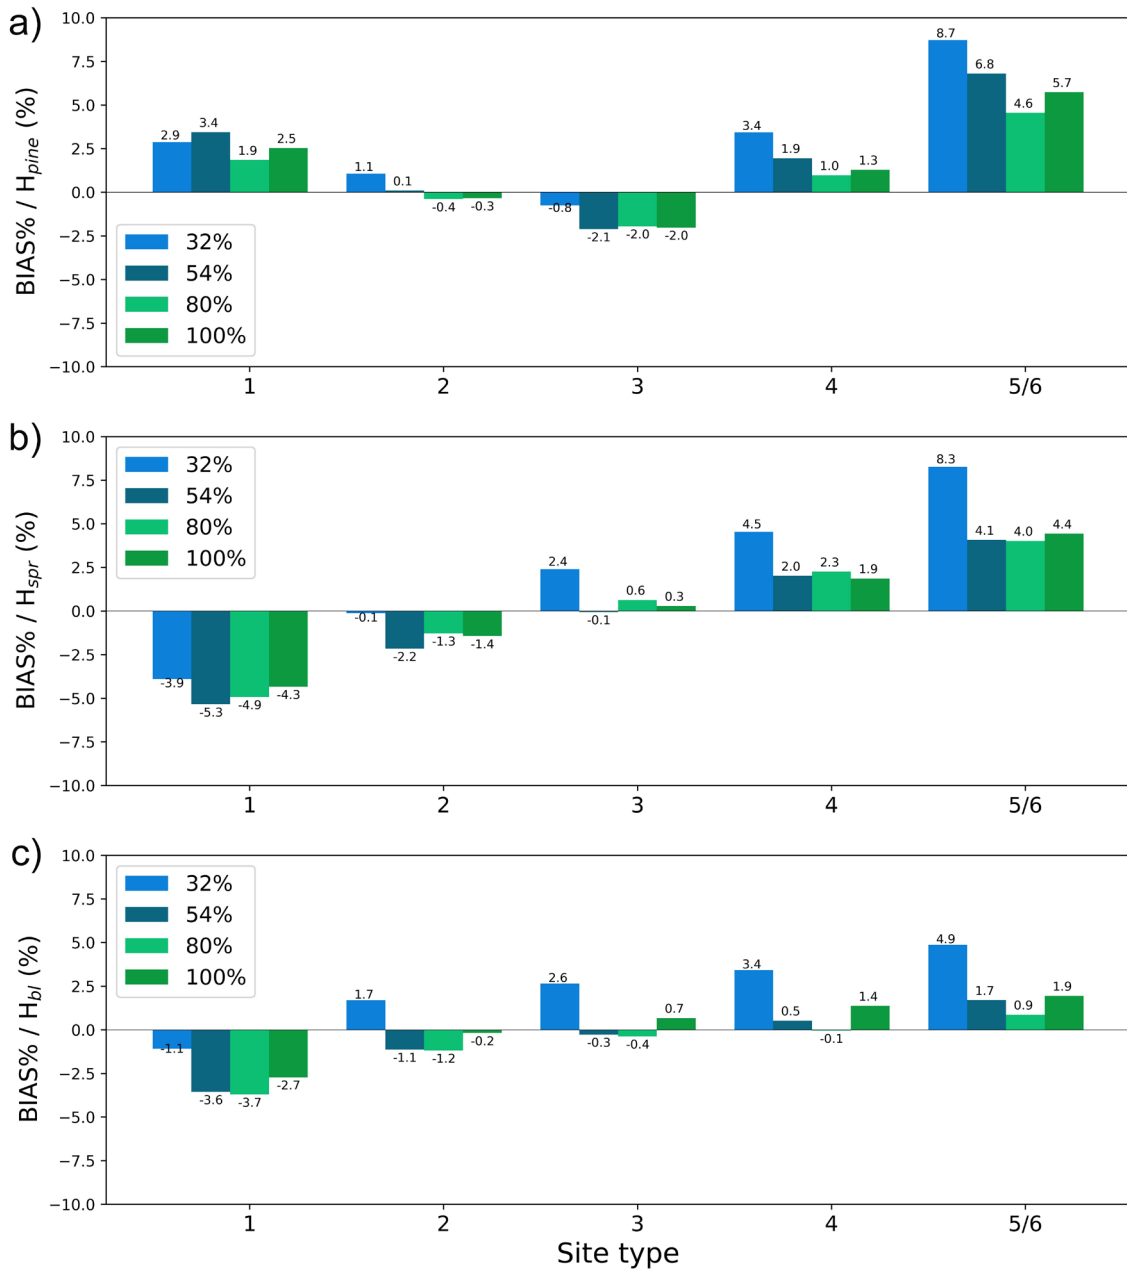 a)
BIAS% / H_pine (%)
10.0
7.5
5.0
2.5
0.0
−2.5
−5.0
−7.5
−10.0
2.9 3.4 1.9 2.5
1.1 0.1 -0.4 -0.3
-0.8 -2.1 -2.0 -2.0
3.4 1.9 1.0 1.3
8.7 6.8 4.6 5.7
32%
54%
80%
100%
1 2 3 4 5/6
b)
BIAS% / H_spr (%)
10.0
7.5
5.0
2.5
0.0
−2.5
−5.0
−7.5
−10.0
32%
54%
80%
100%
-3.9 -5.3 -4.9 -4.3
-0.1 -2.2 -1.3 -1.4
2.4 -0.1 0.6 0.3
4.5 2.0 2.3 1.9
8.3 4.1 4.0 4.4
1 2 3 4 5/6
c)
BIAS% / H_bl (%)
10.0
7.5
5.0
2.5
0.0
−2.5
−5.0
−7.5
−10.0
32%
54%
80%
100%
-1.1 -3.6 -3.7 -2.7
1.7 -1.1 -1.2 -0.2
2.6 -0.3 -0.4 0.7
3.4 0.5 -0.1 1.4
4.9 1.7 0.9 1.9
1 2 3 4 5/6
Site type